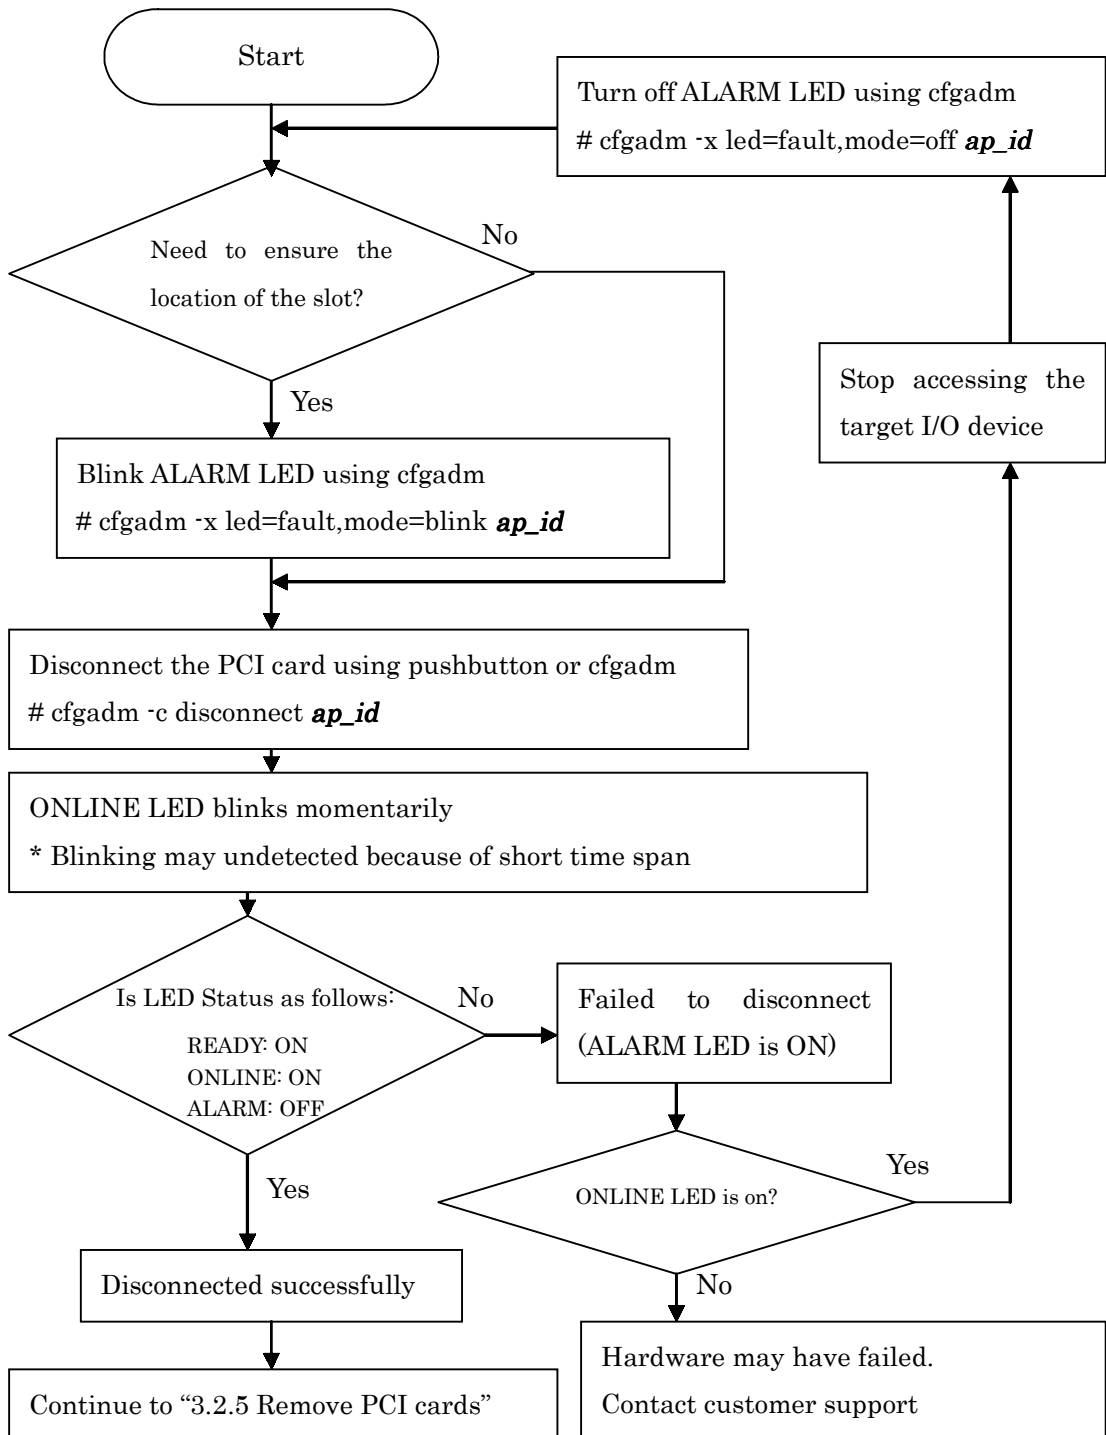 Start
Turn off ALARM LED using cfgadm
# cfgadm -x led=fault,mode=off ap_id
Need to ensure the
location of the slot?
No
Yes
Stop accessing the
target I/O device
Blink ALARM LED using cfgadm
# cfgadm -x led=fault,mode=blink ap_id
Disconnect the PCI card using pushbutton or cfgadm
# cfgadm -c disconnect ap_id
ONLINE LED blinks momentarily
* Blinking may undetected because of short time span
Is LED Status as follows:
READY: ON
ONLINE: ON
ALARM: OFF
No
Failed to disconnect
(ALARM LED is ON)
Yes
ONLINE LED is on?
Yes
No
Disconnected successfully
Continue to “3.2.5 Remove PCI cards”
Hardware may have failed.
Contact customer support